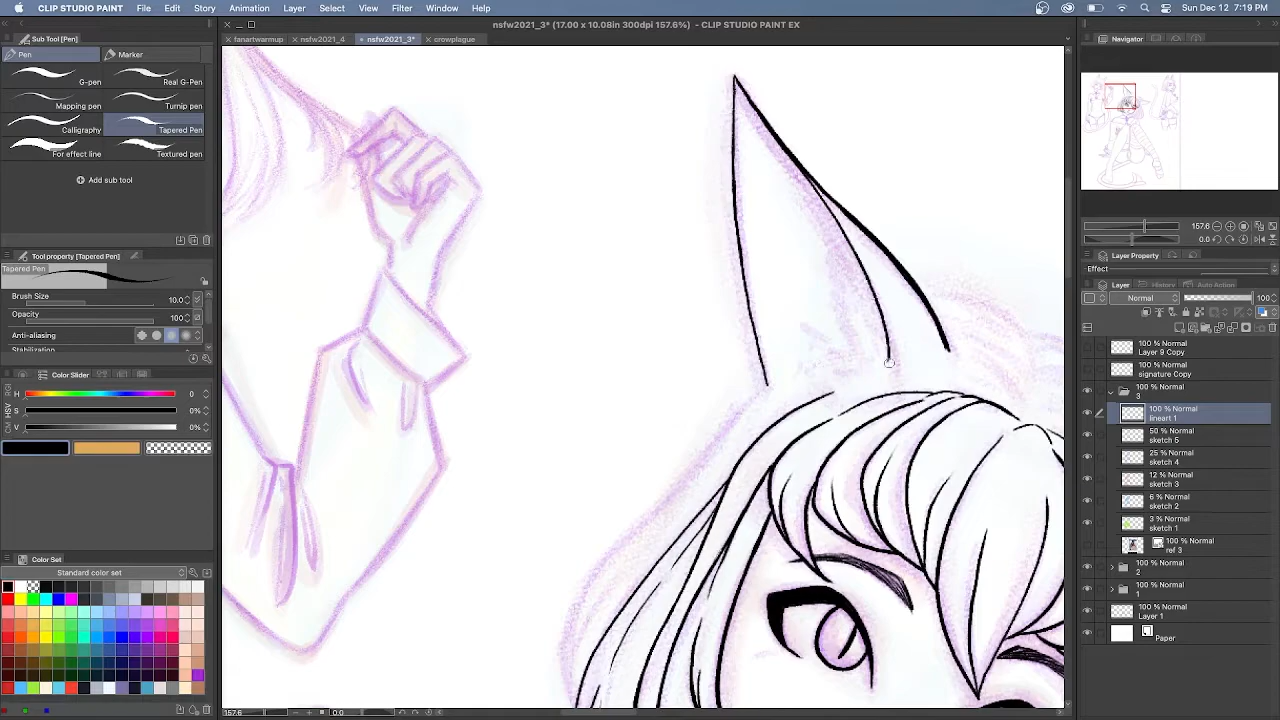 CLIP STUDIO PAINT File Edit Story Animation Layer Select View Filter Window Help Sun Dec 12 7:19 PM
nsfw2021_3* (17.00 x 10.08in 300dpi 157.6%) - CLIP STUDIO PAINT EX
Sub Tool [Pen]
fanartwarmup nsfw2021_4 nsfw2021_3* crowplague
Navigator
Pen Marker
G-pen Real G-Pen
Mapping pen Turnip pen
Calligraphy Tapered Pen
For effect line Textured pen
Add sub tool
157.6
0.0
Tool property [Tapered Pen]
Tapered Pen
Layer Property
Effect
Brush Size 10.0
Opacity 100
Anti-aliasing
Stabilization
Layer History Auto Action
Normal 100
100 % Normal
Layer 9 Copy
100 % Normal
signature Copy
100 % Normal
3
100 % Normal
lineart 1
50 % Normal
sketch 5
25 % Normal
sketch 4
12 % Normal
sketch 3
6 % Normal
sketch 2
3 % Normal
sketch 1
100 % Normal
ref 3
100 % Normal
2
100 % Normal
1
100 % Normal
Layer 1
Paper
Color Slider
H 0
S 0%
V 0%
Color Set
Standard color set
157.6 0.0